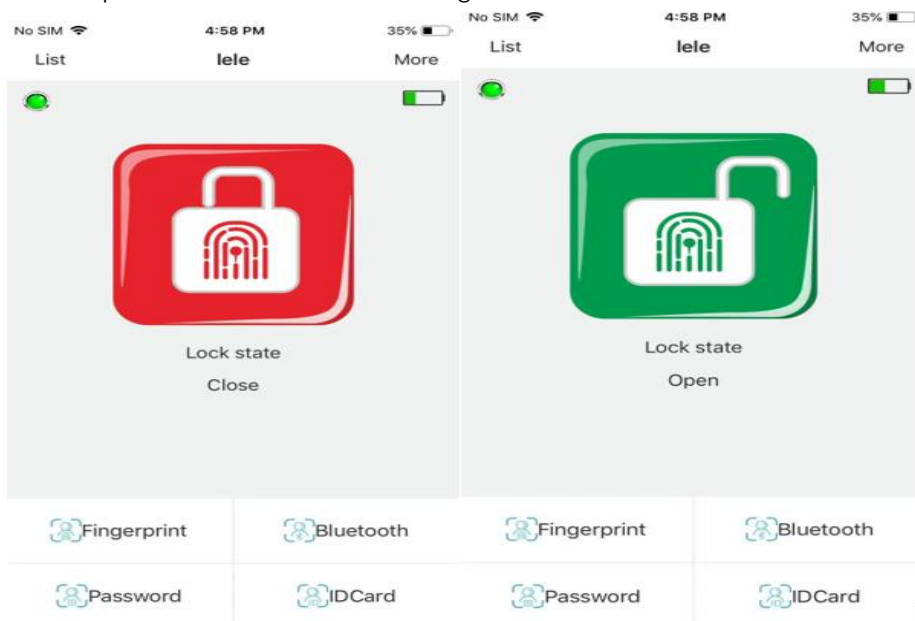 No SIM 4:58 PM 35%
List lele More
Lock state
Close
Fingerprint Bluetooth
Password IDCard
No SIM 4:58 PM 35%
List lele More
Lock state
Open
Fingerprint Bluetooth
Password IDCard